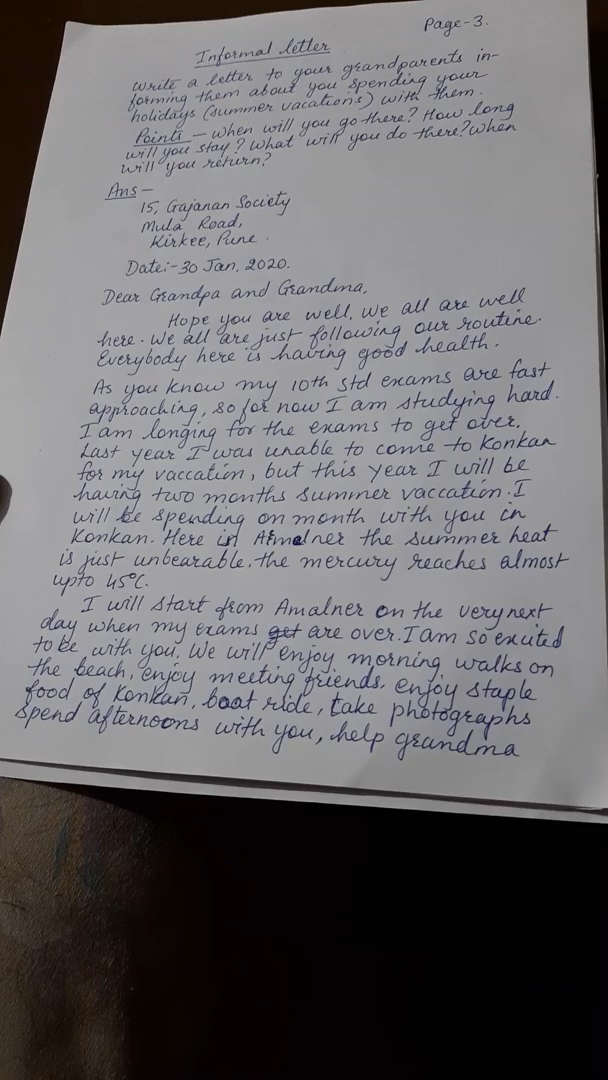 Page-3.
Informal letter
Write a letter to your grandparents in-
forming them about you spending your
holidays (summer vacations) with them.
Points - When will you go there? How long
will you stay? What will you do there? When
will you return?
Ans -
15, Gajanan Society
Mula Road,
Kirkee, Pune.
Date:- 30 Jan, 2020.
Dear Grandpa and Grandma,
Hope you are well. We all are well
here. We all are just following our routine.
Everybody here is having good health.
As you know my 10th std exams are fast
approaching, so for now I am studying hard.
I am longing for the exams to get over.
Last year I was unable to come to Konkan
for my vaccation, but this year I will be
having two months summer vaccation. I
will be spending on month with you in
Konkan. Here in Amalner the summer heat
is just unbearable. the mercury reaches almost
upto 45°C.
I will start from Amalner on the very next
day when my exams get are over. I am so excited
to be with you. We will enjoy morning walks on
the beach, enjoy meeting friends, enjoy staple
food of Konkan, boat ride, take photographs
spend afternoons with you, help grandma